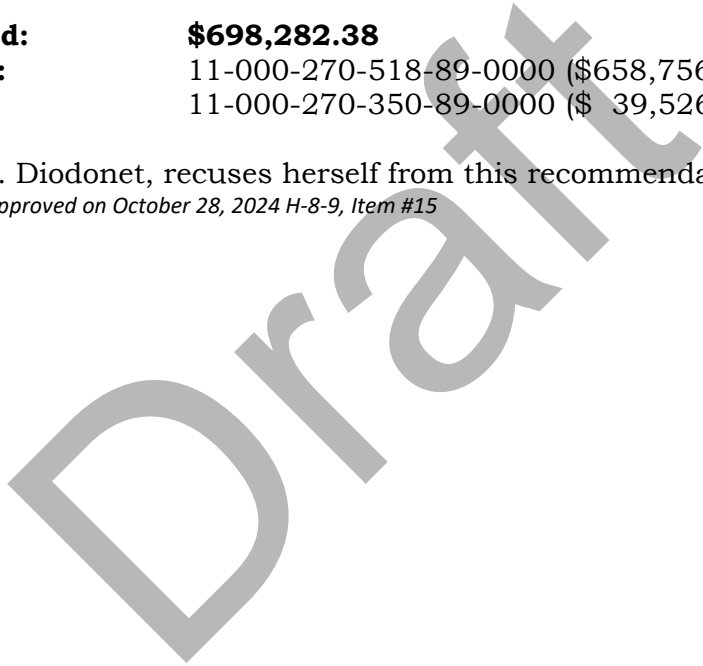 d: $698,282.38
: 11-000-270-518-89-0000 ($658,756
11-000-270-350-89-0000 ($ 39,526
. Diodonet, recuses herself from this recommenda
pproved on October 28, 2024 H-8-9, Item #15
Draft